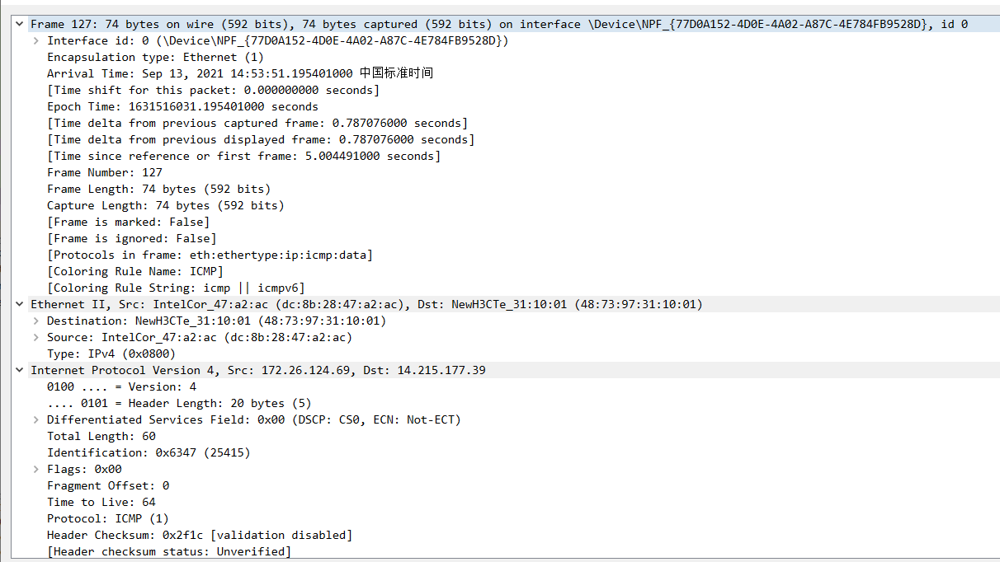 Frame 127: 74 bytes on wire (592 bits), 74 bytes captured (592 bits) on interface \Device\NPF_{77D0A152-4D0E-4A02-A87C-4E784FB9528D}, id 0
Interface id: 0 (\Device\NPF_{77D0A152-4D0E-4A02-A87C-4E784FB9528D})
Encapsulation type: Ethernet (1)
Arrival Time: Sep 13, 2021 14:53:51.195401000 中国标准时间
[Time shift for this packet: 0.000000000 seconds]
Epoch Time: 1631516031.195401000 seconds
[Time delta from previous captured frame: 0.787076000 seconds]
[Time delta from previous displayed frame: 0.787076000 seconds]
[Time since reference or first frame: 5.004491000 seconds]
Frame Number: 127
Frame Length: 74 bytes (592 bits)
Capture Length: 74 bytes (592 bits)
[Frame is marked: False]
[Frame is ignored: False]
[Protocols in frame: eth:ethertype:ip:icmp:data]
[Coloring Rule Name: ICMP]
[Coloring Rule String: icmp || icmpv6]
Ethernet II, Src: IntelCor_47:a2:ac (dc:8b:28:47:a2:ac), Dst: NewH3CTe_31:10:01 (48:73:97:31:10:01)
Destination: NewH3CTe_31:10:01 (48:73:97:31:10:01)
Source: IntelCor_47:a2:ac (dc:8b:28:47:a2:ac)
Type: IPv4 (0x0800)
Internet Protocol Version 4, Src: 172.26.124.69, Dst: 14.215.177.39
0100 .... = Version: 4
.... 0101 = Header Length: 20 bytes (5)
Differentiated Services Field: 0x00 (DSCP: CS0, ECN: Not-ECT)
Total Length: 60
Identification: 0x6347 (25415)
Flags: 0x00
Fragment Offset: 0
Time to Live: 64
Protocol: ICMP (1)
Header Checksum: 0x2f1c [validation disabled]
[Header checksum status: Unverified]